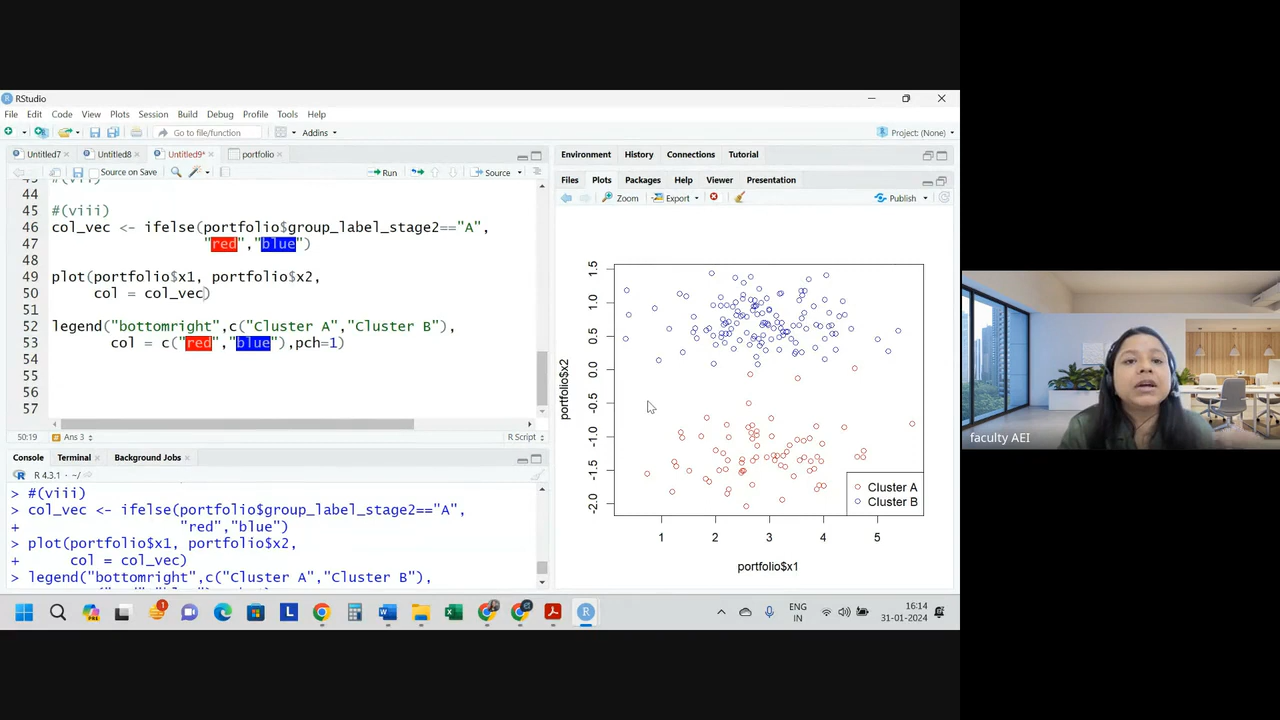 RStudio
File Edit Code View Plots Session Build Debug Profile Tools Help
Go to file/function Addins Project: (None)
Untitled7 Untitled8 Untitled9* portfolio
Source on Save Run Source
#(vii)
44
45 #(viii)
46 col_vec <- ifelse(portfolio$group_label_stage2=="A",
47 "red","blue")
48
49 plot(portfolio$x1, portfolio$x2,
50 col = col_vec)
51
52 legend("bottomright",c("Cluster A","Cluster B"),
53 col = c("red","blue"),pch=1)
54
55
56
57
50:19 Ans 3 R Script
Console Terminal Background Jobs
R 4.3.1 · ~/
> #(viii)
> col_vec <- ifelse(portfolio$group_label_stage2=="A",
+ "red","blue")
> plot(portfolio$x1, portfolio$x2,
+ col = col_vec)
> legend("bottomright",c("Cluster A","Cluster B"),
Environment History Connections Tutorial
Files Plots Packages Help Viewer Presentation
Zoom Export Publish
portfolio$x2
1.5
1.0
0.5
0.0
-0.5
-1.0
-1.5
-2.0
Cluster A
Cluster B
1 2 3 4 5
portfolio$x1
faculty AEI
ENG
IN
16:14
31-01-2024